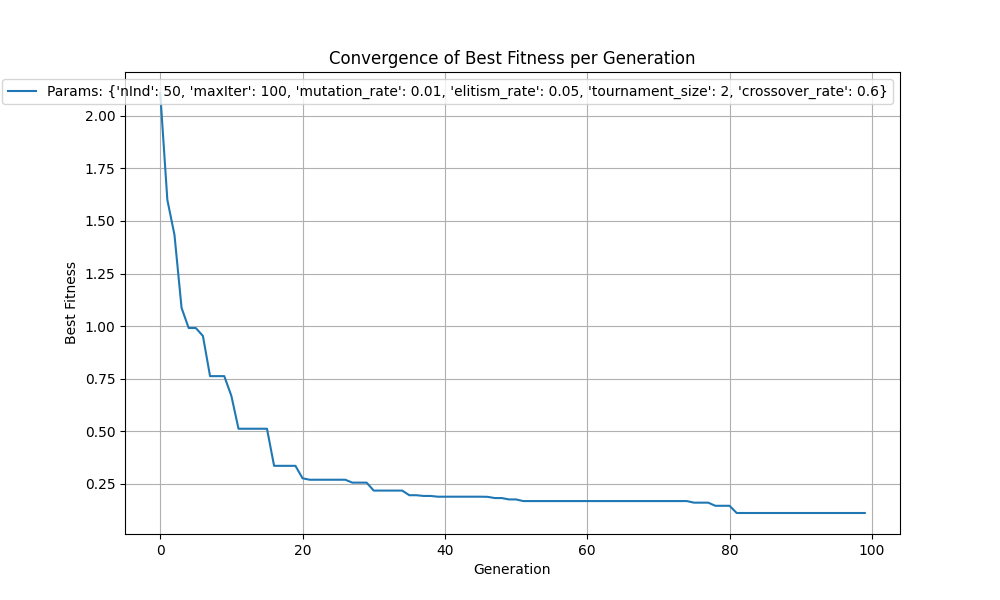 Convergence of Best Fitness per Generation
Params: {'nInd': 50, 'maxIter': 100, 'mutation_rate': 0.01, 'elitism_rate': 0.05, 'tournament_size': 2, 'crossover_rate': 0.6}
2.00
1.75
1.50
1.25
1.00
0.75
0.50
0.25
Best Fitness
0 20 40 60 80 100
Generation